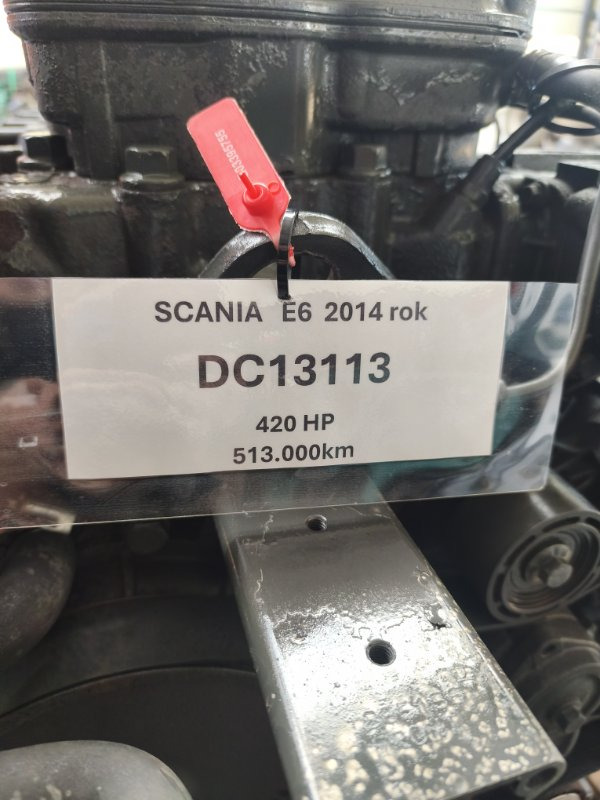 SCANIA E6 2014 rok
DC13113
420 HP
513.000km